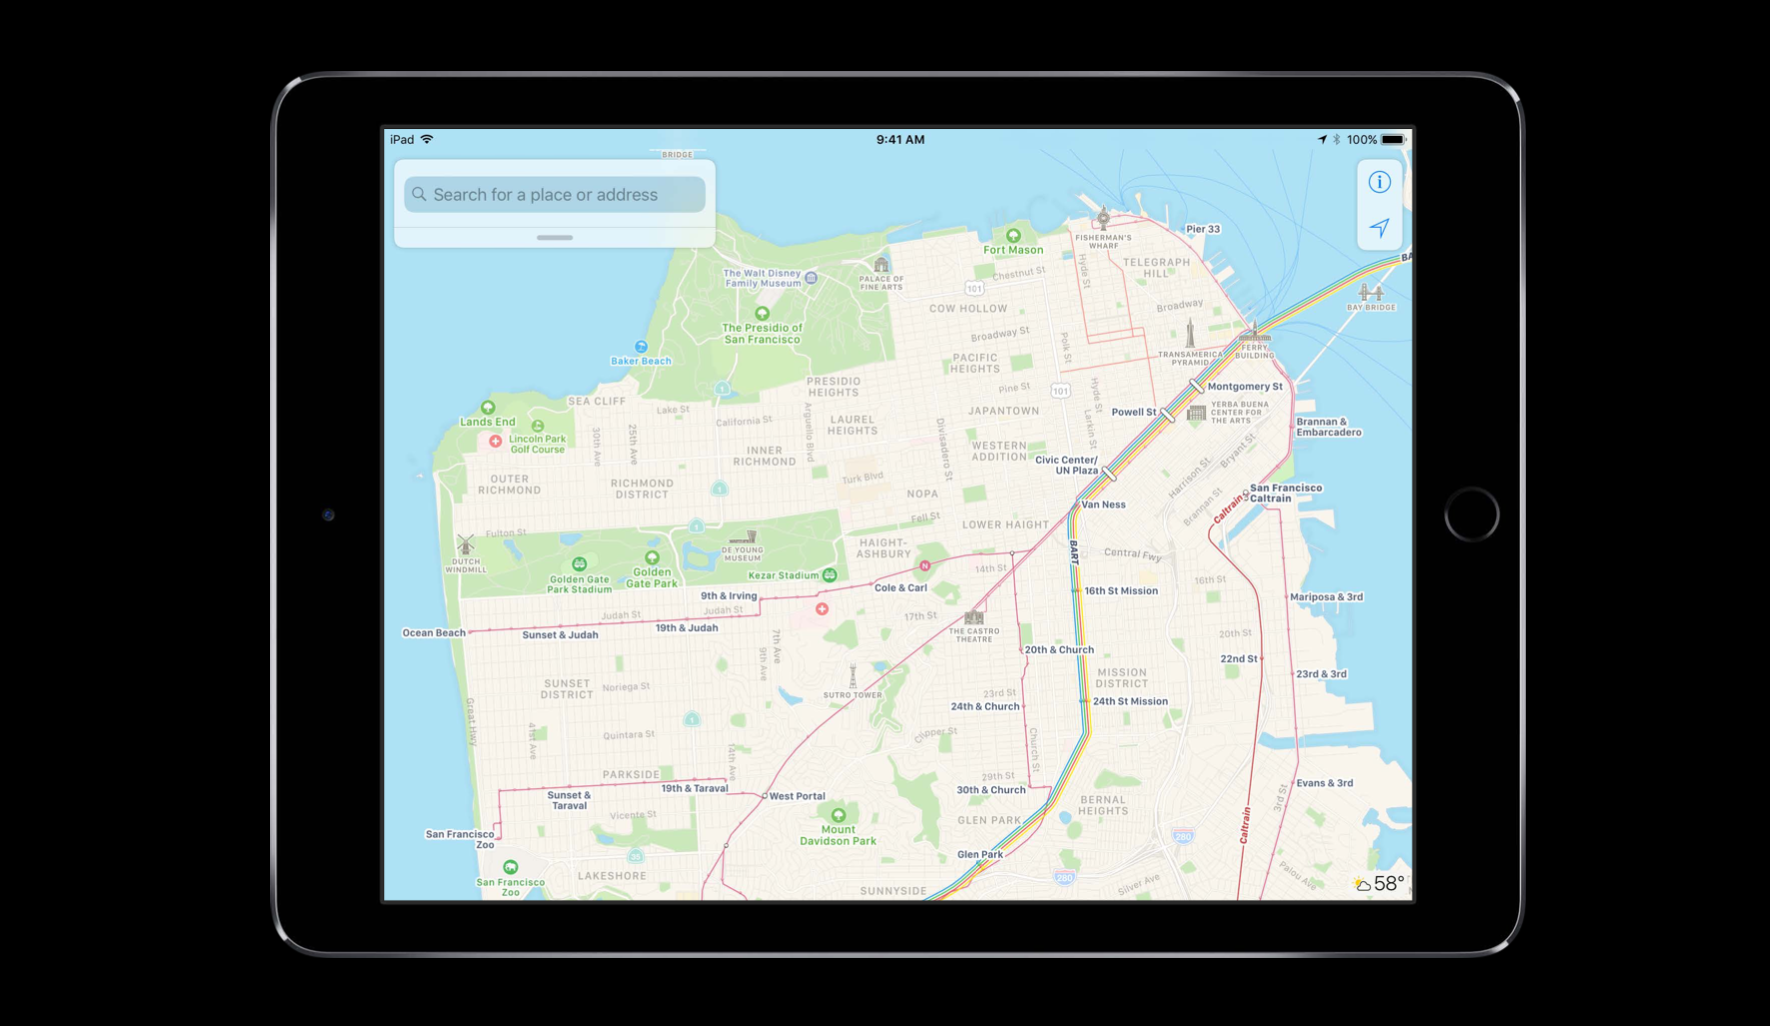 iPad
9:41 AM
100%
BRIDGE
Search for a place or address
Pier 33
FISHERMAN'S
WHARF
Fort Mason
TELEGRAPH
HILL
The Walt Disney
Family Museum
PALACE OF
FINE ARTS
Chestnut St
Hyde St
101
BA
BAY BRIDGE
COW HOLLOW
Broadway
The Presidio of
San Francisco
Broadway St
Polk St
FERRY
BUILDING
TRANSAMERICA
PYRAMID
Baker Beach
PACIFIC
HEIGHTS
PRESIDIO
HEIGHTS
Pine St
101
Hyde St
Montgomery St
1
SEA CLIFF
Lake St
California St
Arguello Blvd
LAUREL
HEIGHTS
JAPANTOWN
Powell St
YERBA BUENA
CENTER FOR
THE ARTS
Lands End
Lincoln Park
Golf Course
30th Ave
25th Ave
Divisadero St
Larkin St
Brannan &
Embarcadero
INNER
RICHMOND
WESTERN
ADDITION
Civic Center/
UN Plaza
Bryant St
Harrison St
OUTER
RICHMOND
RICHMOND
DISTRICT
1
Turk Blvd
NOPA
San Francisco
Caltrain
Brannan St
Caltrain
Van Ness
Fell St
LOWER HAIGHT
Fulton St
1
DE YOUNG
MUSEUM
HAIGHT-
ASHBURY
BART
Central Fwy
DUTCH
WINDMILL
Golden Gate
Park Stadium
Golden
Gate Park
Kezar Stadium
N
14th St
16th St
Cole & Carl
16th St Mission
Mariposa & 3rd
9th & Irving
Judah St
Judah St
17th St
Ocean Beach
Sunset & Judah
19th & Judah
THE CASTRO
THEATRE
20th St
7th Ave
9th Ave
20th & Church
22nd St
SUNSET
DISTRICT
Noriega St
SUTRO TOWER
MISSION
DISTRICT
23rd & 3rd
23rd St
24th & Church
24th St Mission
Great Hwy
1
41st Ave
Quintara St
14th Ave
Clipper St
Church St
PARKSIDE
29th St
Evans & 3rd
Sunset &
Taraval
19th & Taraval
West Portal
30th & Church
3rd St
BERNAL
HEIGHTS
Vicente St
Mount
Davidson Park
GLEN PARK
San Francisco
Zoo
280
Caltrain
35
Glen Park
LAKESHORE
San Francisco
Zoo
280
Silver Ave
Palou Ave
SUNNYSIDE
58°